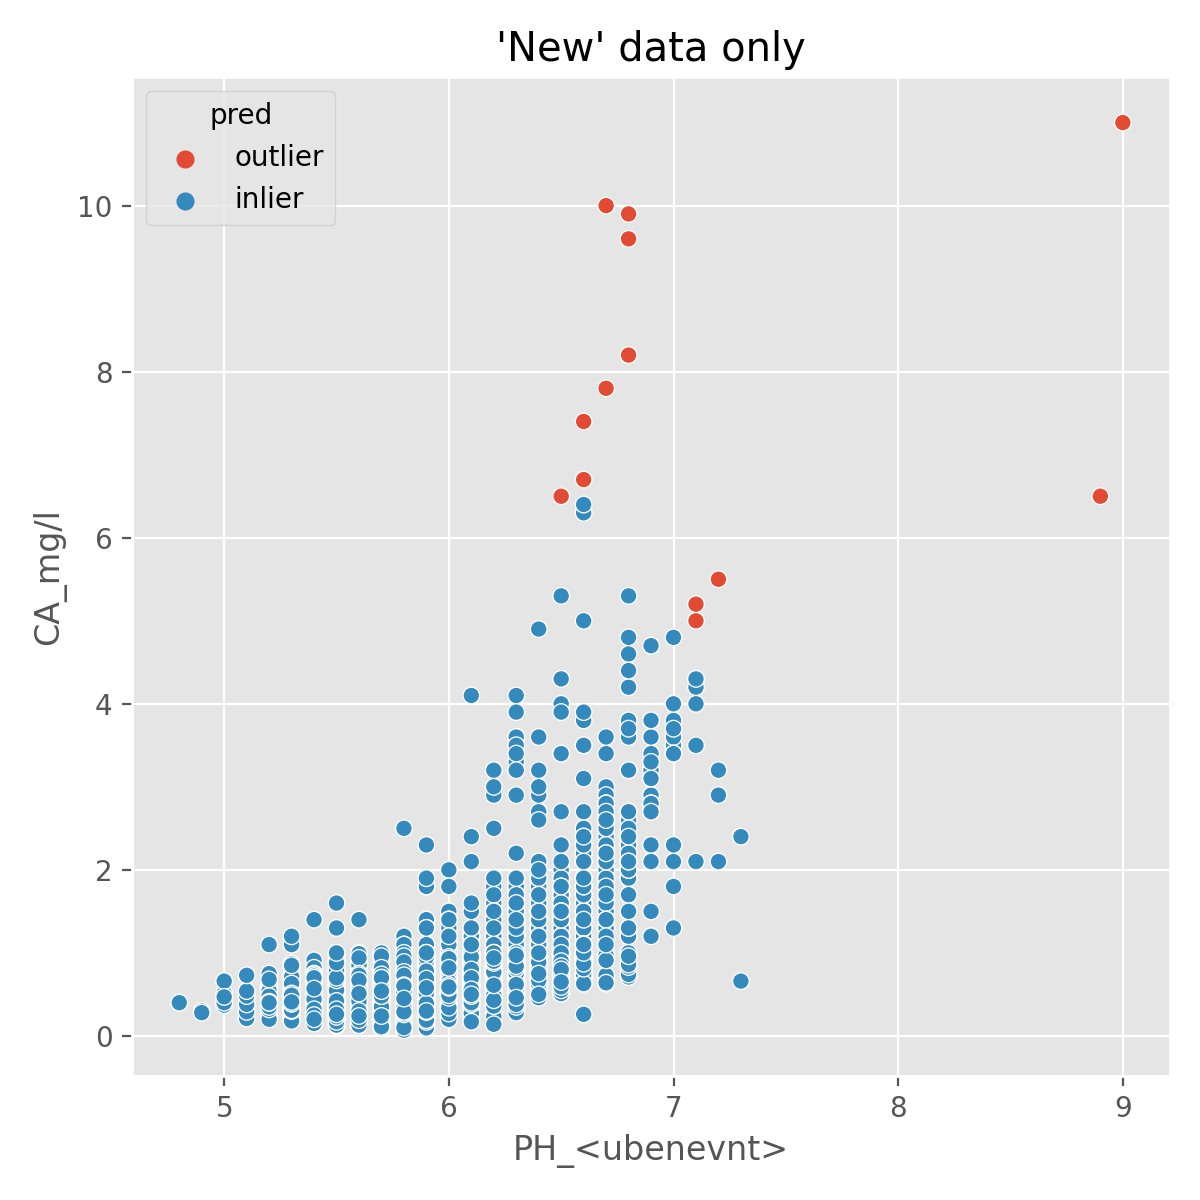 'New' data only
pred
outlier
inlier
10
8
6
4
2
0
CA_mg/l
5 6 7 8 9
PH_<ubenevnt>